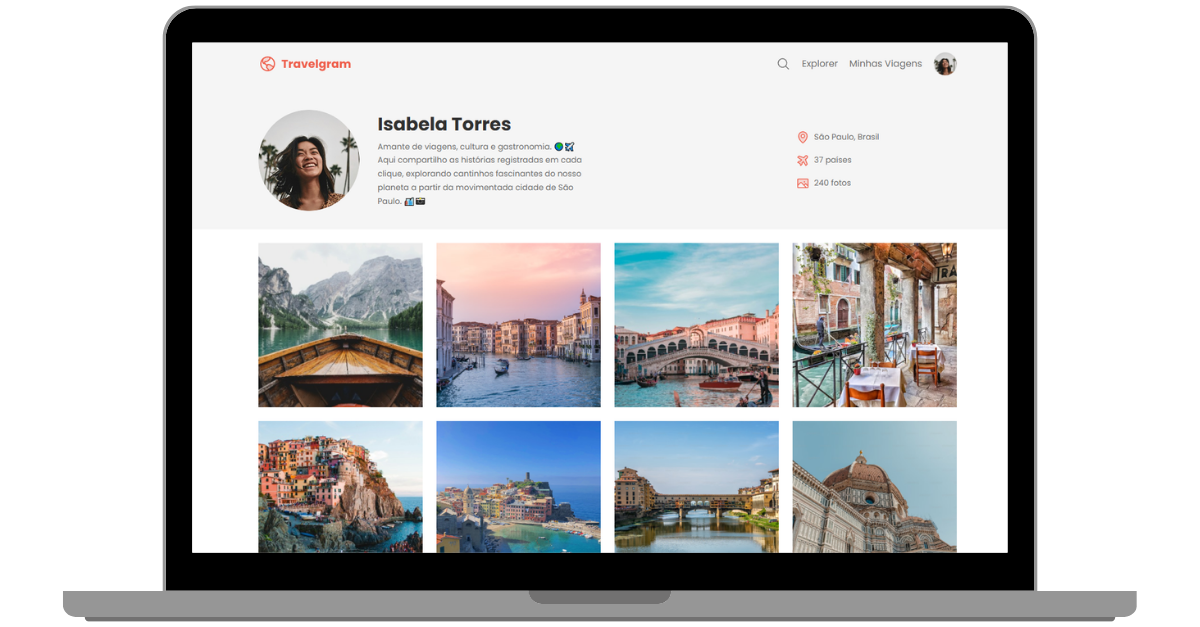 Travelgram
Explorer
Minhas Viagens
Isabela Torres
Amante de viagens, cultura e gastronomia. 🌍✈️
Aqui compartilho as histórias registradas em cada
clique, explorando cantinhos fascinantes do nosso
planeta a partir da movimentada cidade de São
Paulo.
São Paulo, Brasil
37 países
240 fotos
RA